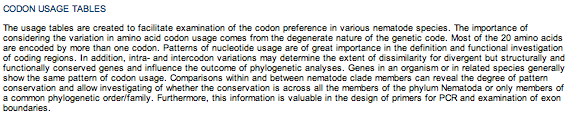 CODON USAGE TABLES
The usage tables are created to facilitate examination of the codon preference in various nematode species. The importance of
considering the variation in amino acid codon usage comes from the degenerate nature of the genetic code. Most of the 20 amino acids
are encoded by more than one codon. Patterns of nucleotide usage are of great importance in the definition and functional investigation
of coding regions. In addition, intra- and intercodon variations may determine the extent of dissimilarity for divergent but structurally and
functionally conserved genes and influence the outcome of phylogenetic analyses. Genes in an organism or in related species generally
show the same pattern of codon usage. Comparisons within and between nematode clade members can reveal the degree of pattern
conservation and allow investigating of whether the conservation is across all the members of the phylum Nematoda or only members of
a common phylogenetic order/family. Furthermore, this information is valuable in the design of primers for PCR and examination of exon
boundaries.